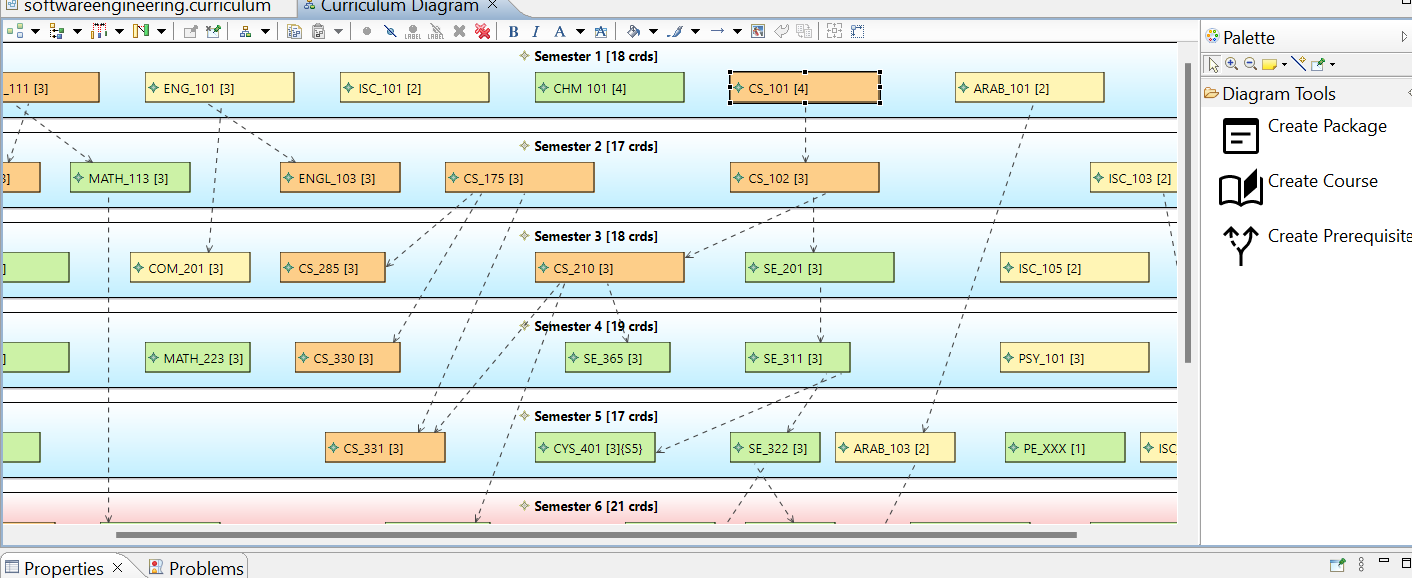 softwareengineering.curriculum
Curriculum Diagram
LABEL LABEL
B I A A
Palette
Diagram Tools
Create Package
Create Course
Create Prerequisite
Semester 1 [18 crds]
_111 [3] ENG_101 [3] ISC_101 [2] CHM 101 [4] CS_101 [4] ARAB_101 [2]
Semester 2 [17 crds]
3] MATH_113 [3] ENGL_103 [3] CS_175 [3] CS_102 [3] ISC_103 [2]
Semester 3 [18 crds]
] COM_201 [3] CS_285 [3] CS_210 [3] SE_201 [3] ISC_105 [2]
Semester 4 [19 crds]
] MATH_223 [3] CS_330 [3] SE_365 [3] SE_311 [3] PSY_101 [3]
Semester 5 [17 crds]
CS_331 [3] CYS_401 [3]{S5} SE_322 [3] ARAB_103 [2] PE_XXX [1] ISC
Semester 6 [21 crds]
Properties
Problems